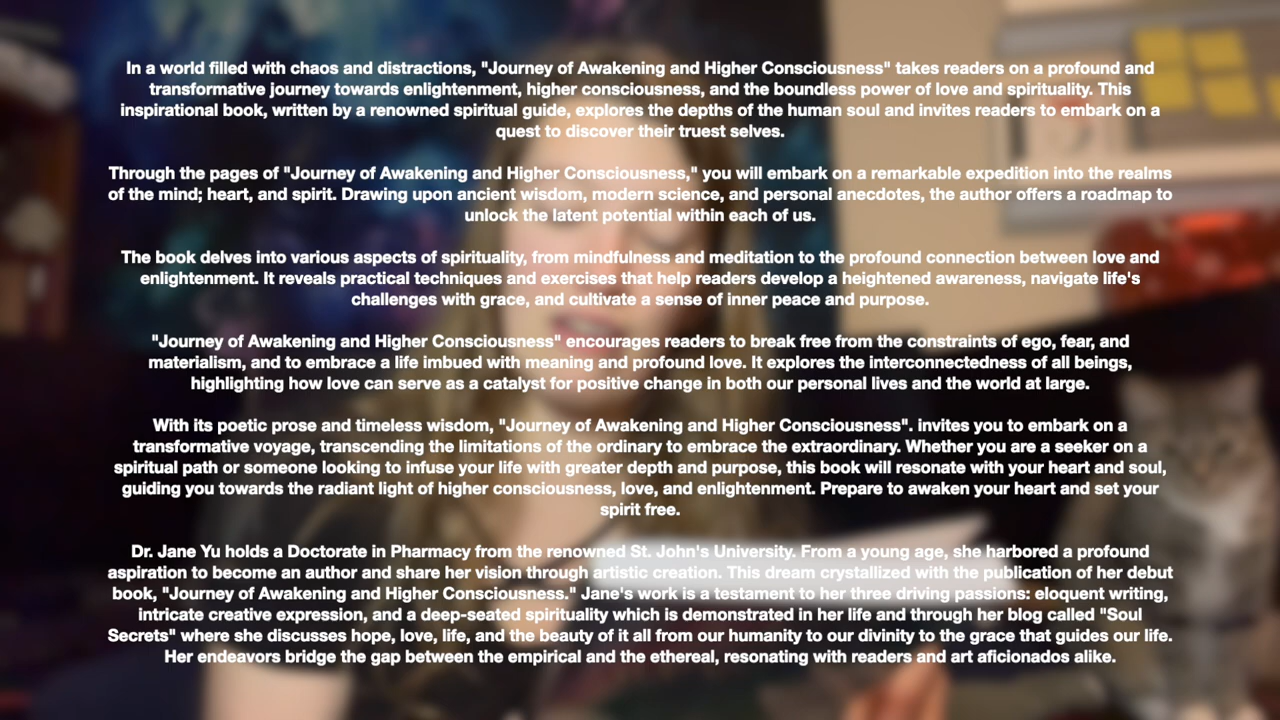 In a world filled with chaos and distractions, "Journey of Awakening and Higher Consciousness" takes readers on a profound and
transformative journey towards enlightenment, higher consciousness, and the boundless power of love and spirituality. This
inspirational book, written by a renowned spiritual guide, explores the depths of the human soul and invites readers to embark on a
quest to discover their truest selves.
Through the pages of "Journey of Awakening and Higher Consciousness," you will embark on a remarkable expedition into the realms
of the mind; heart, and spirit. Drawing upon ancient wisdom, modern science, and personal anecdotes, the author offers a roadmap to
unlock the latent potential within each of us.
The book delves into various aspects of spirituality, from mindfulness and meditation to the profound connection between love and
enlightenment. It reveals practical techniques and exercises that help readers develop a heightened awareness, navigate life's
challenges with grace, and cultivate a sense of inner peace and purpose.
"Journey of Awakening and Higher Consciousness" encourages readers to break free from the constraints of ego, fear, and
materialism, and to embrace a life imbued with meaning and profound love. It explores the interconnectedness of all beings,
highlighting how love can serve as a catalyst for positive change in both our personal lives and the world at large.
With its poetic prose and timeless wisdom, "Journey of Awakening and Higher Consciousness". invites you to embark on a
transformative voyage, transcending the limitations of the ordinary to embrace the extraordinary. Whether you are a seeker on a
spiritual path or someone looking to infuse your life with greater depth and purpose, this book will resonate with your heart and soul,
guiding you towards the radiant light of higher consciousness, love, and enlightenment. Prepare to awaken your heart and set your
spirit free.
Dr. Jane Yu holds a Doctorate in Pharmacy from the renowned St. John's University. From a young age, she harbored a profound
aspiration to become an author and share her vision through artistic creation. This dream crystallized with the publication of her debut
book, "Journey of Awakening and Higher Consciousness." Jane's work is a testament to her three driving passions: eloquent writing,
intricate creative expression, and a deep-seated spirituality which is demonstrated in her life and through her blog called "Soul
Secrets" where she discusses hope, love, life, and the beauty of it all from our humanity to our divinity to the grace that guides our life.
Her endeavors bridge the gap between the empirical and the ethereal, resonating with readers and art aficionados alike.